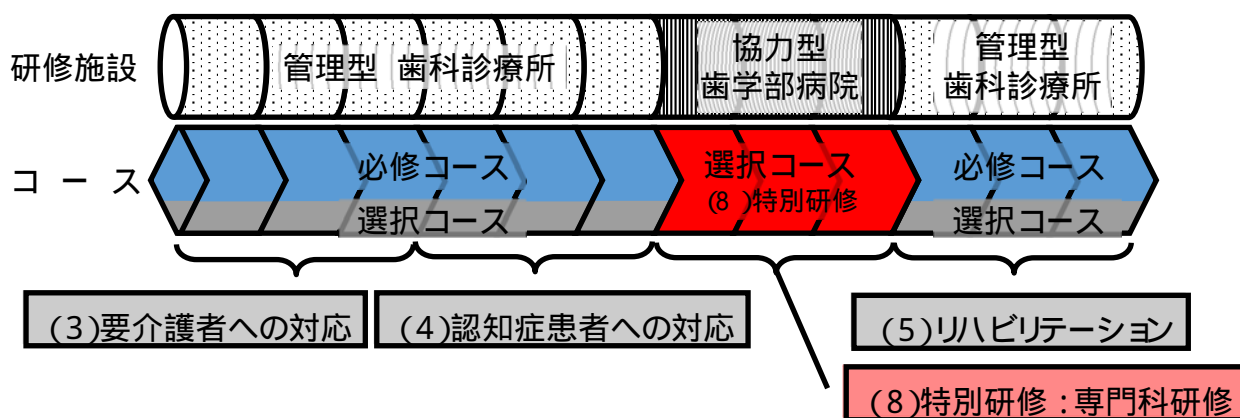 研修施設
管理型 歯科診療所
協力型
歯学部病院
管理型
歯科診療所
コース
必修コース
選択コース
選択コース
(8)特別研修
必修コース
選択コース
(3)要介護者への対応
(4)認知症患者への対応
(5)リハビリテーション
(8)特別研修:専門科研修